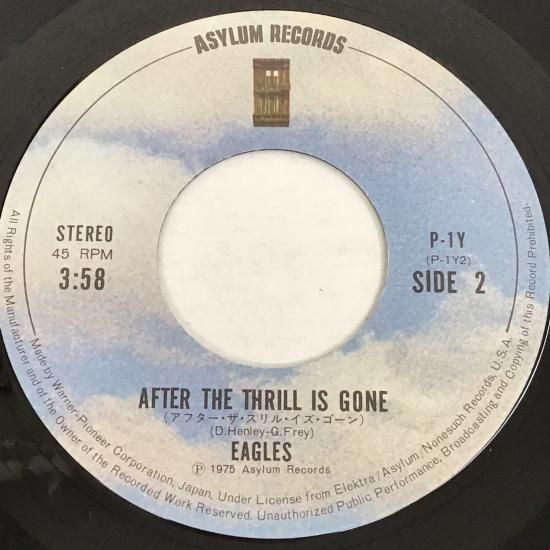 ASYLUM RECORDS
STEREO
45 RPM
3:58
P-1Y
(P-1Y2)
SIDE 2
AFTER THE THRILL IS GONE
(アフター・ザ・スリル・イズ・ゴーン)
(D.Henley-G.Frey)
EAGLES
Ⓟ 1975 Asylum Records
Made by Warner-Pioneer Corporation, Japan, Under License from Elektra/Asylum/Nonesuch Records, U.S.A.
All Rights of the Manufacturer and of the Owner of the Recorded Work Reserved. Unauthorized Public Performance, Broadcasting and Copying of this Record Prohibited.